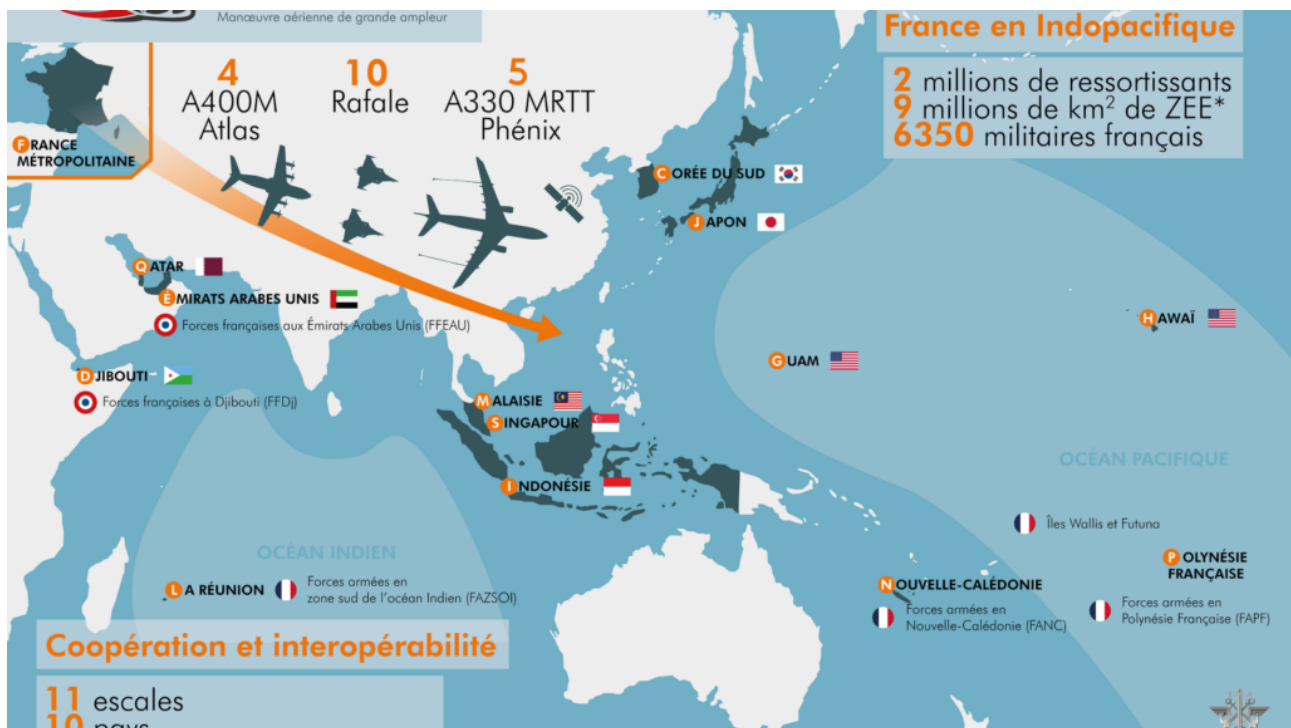 Manœuvre aérienne de grande ampleur
France en Indopacifique
2 millions de ressortissants
9 millions de km² de ZEE*
6350 militaires français
4
A400M
Atlas
10
Rafale
5
A330 MRTT
Phénix
FRANCE
MÉTROPOLITAINE
CORÉE DU SUD
JAPON
QATAR
ÉMIRATS ARABES UNIS
Forces françaises aux Émirats Arabes Unis (FFEAU)
HAWAÏ
GUAM
DJIBOUTI
Forces françaises à Djibouti (FFDj)
MALAISIE
SINGAPOUR
INDONÉSIE
OCÉAN PACIFIQUE
Îles Wallis et Futuna
OCÉAN INDIEN
POLYNÉSIE
FRANÇAISE
LA RÉUNION
Forces armées en
zone sud de l'océan Indien (FAZSOI)
NOUVELLE-CALÉDONIE
Forces armées en
Nouvelle-Calédonie (FANC)
Forces armées en
Polynésie Française (FAPF)
Coopération et interopérabilité
11 escales
10 pays